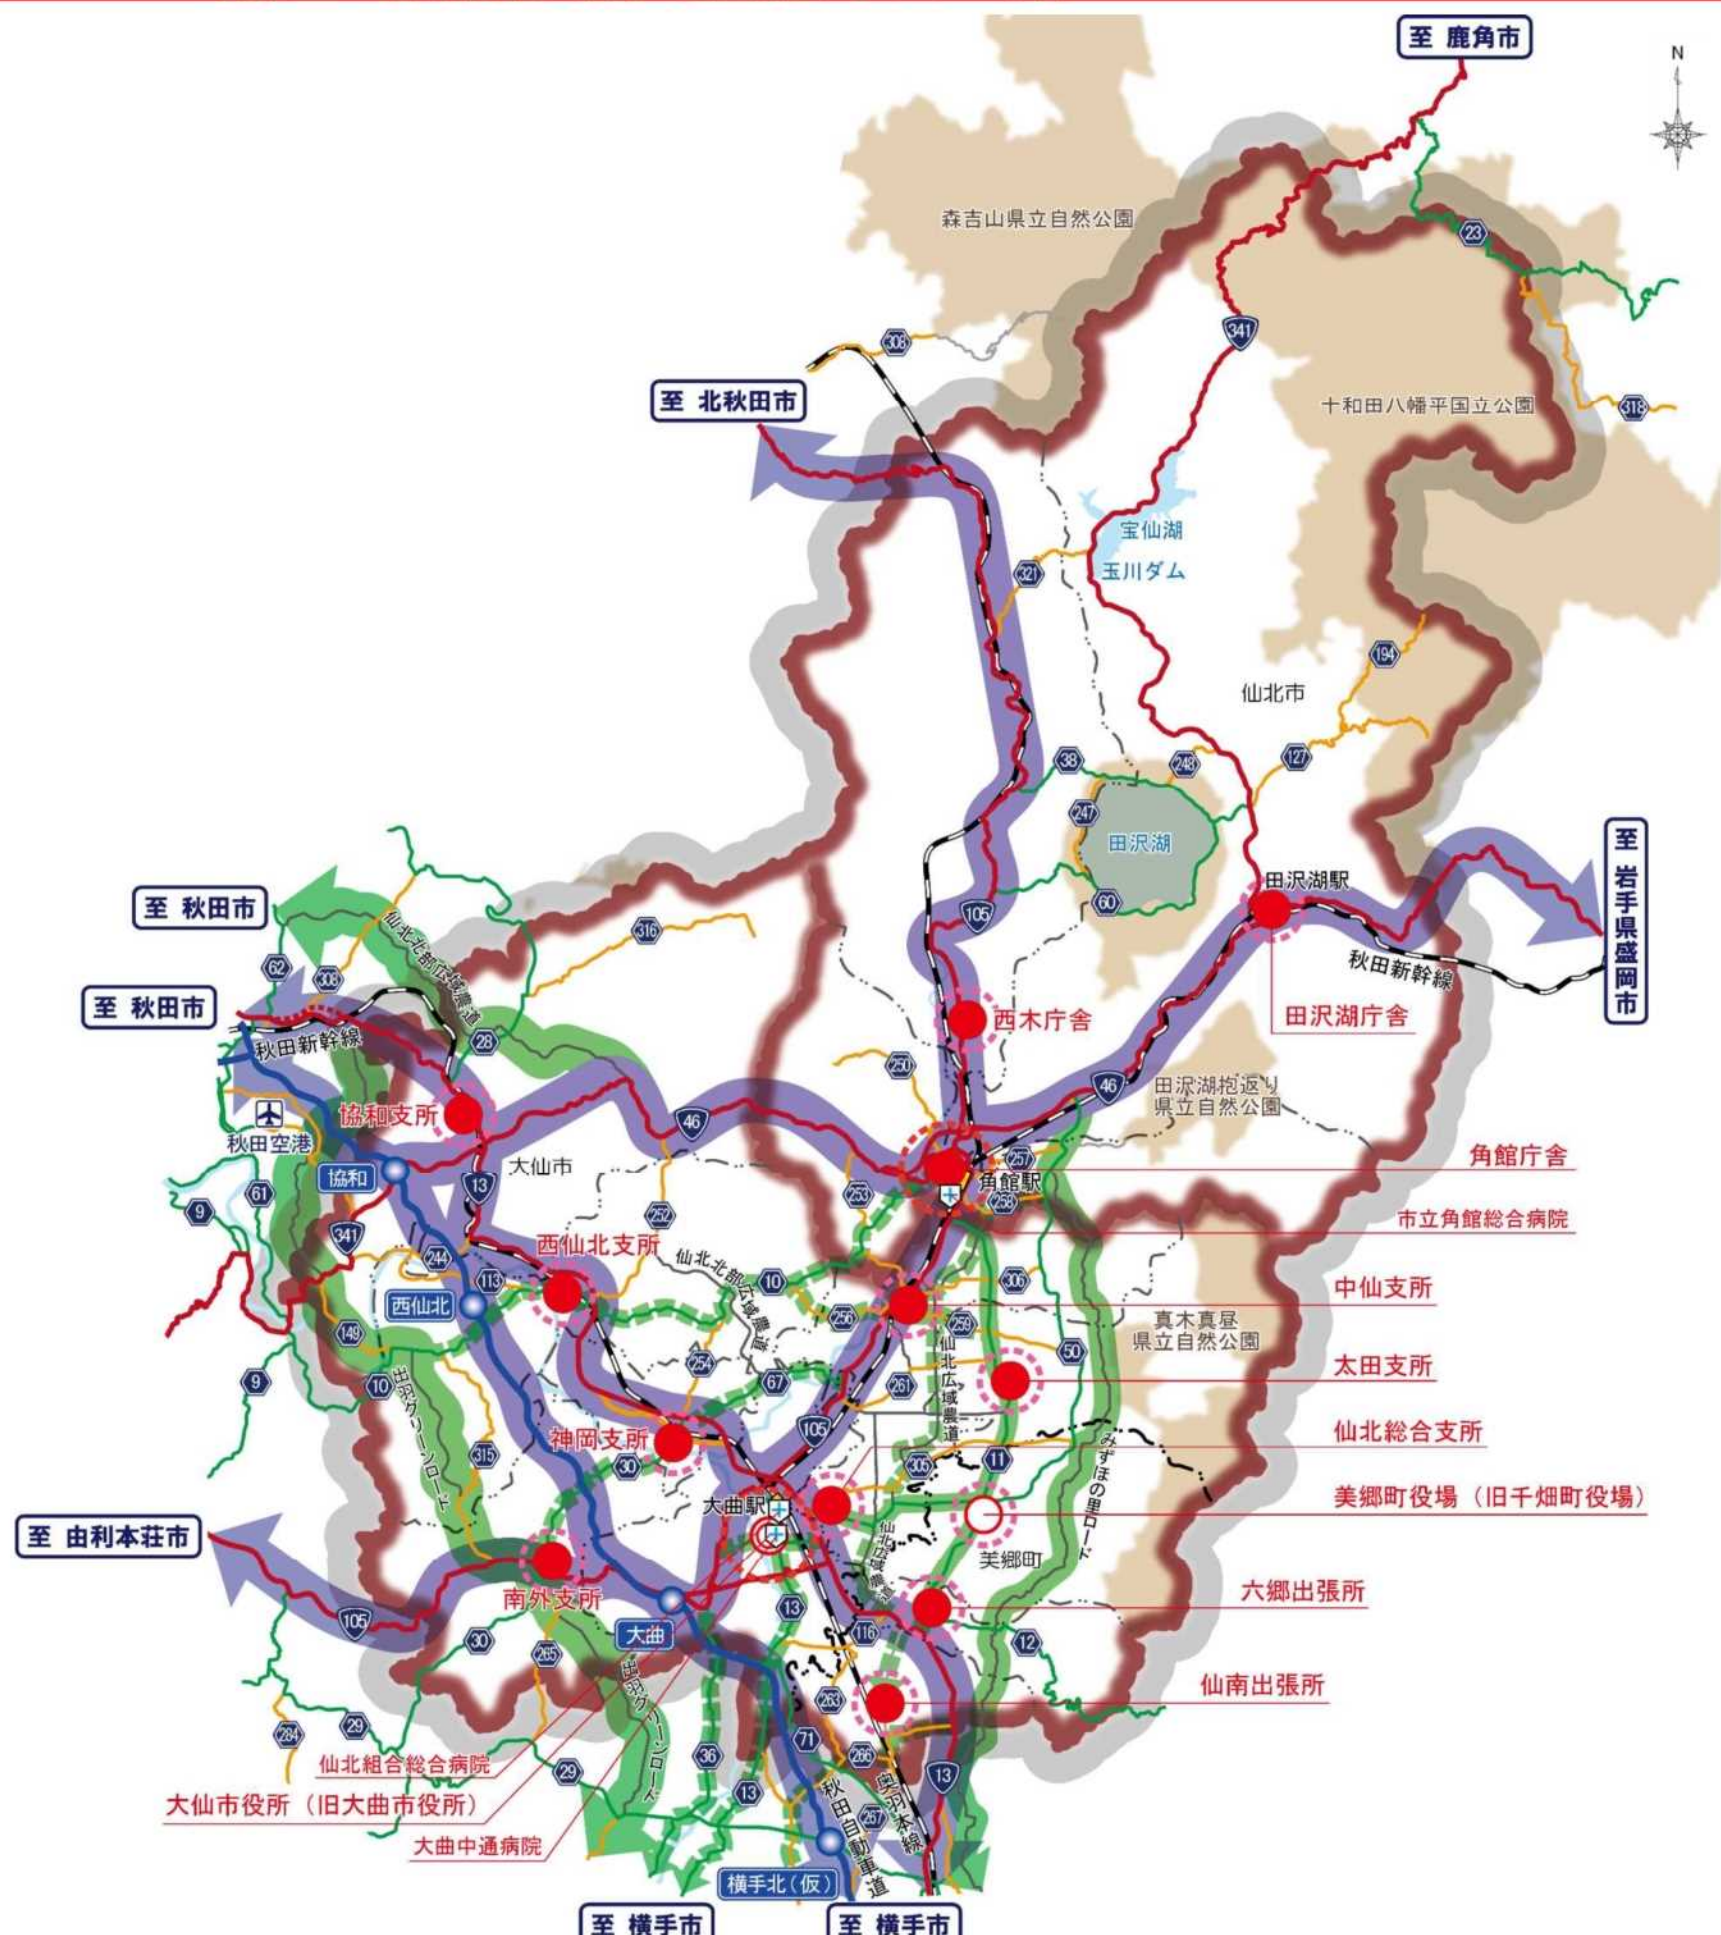 至 鹿角市
N
森吉山県立自然公園
23
341
308
至 北秋田市
十和田八幡平国立公園
318
宝仙湖
玉川ダム
321
194
仙北市
38
248
127
247
田沢湖
至 岩手県盛岡市
田沢湖駅
60
105
至 秋田市
仙北北部広域農道
316
62
308
秋田新幹線
至 秋田市
西木庁舎
田沢湖庁舎
秋田新幹線
28
250
46
田沢湖抱返り
県立自然公園
協和支所
秋田空港
46
角館庁舎
257
大仙市
協和
13
角館駅
61
253
258
9
252
市立角館総合病院
341
西仙北支所
244
仙北北部広域農道
113
10
306
中仙支所
西仙北
256
259
真木真昼
県立自然公園
149
50
254
仙北広域農道
太田支所
9
10
67
261
出羽グリーンロード
105
仙北総合支所
神岡支所
315
30
305
11
みずほの里ロード
美郷町役場（旧千畑町役場）
大曲駅
至 由利本荘市
仙北広域農道
美郷町
南外支所
六郷出張所
105
13
大曲
116
30
265
12
出羽グリーンロード
仙南出張所
263
284
29
71
仙北組合総合病院
36
266
29
13
13
大仙市役所（旧大曲市役所）
秋田自動車道
奥羽本線
267
大曲中通病院
横手北（仮）
至 横手市
至 横手市